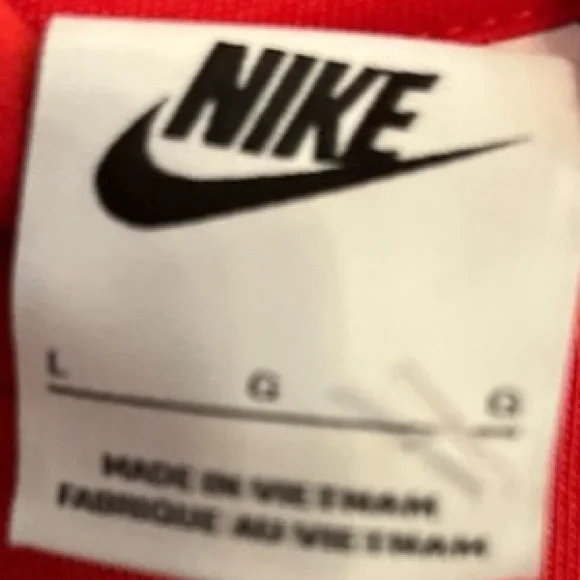 NIKE
L G G
MADE IN VIETNAM
FABRIQUE AU VIETNAM